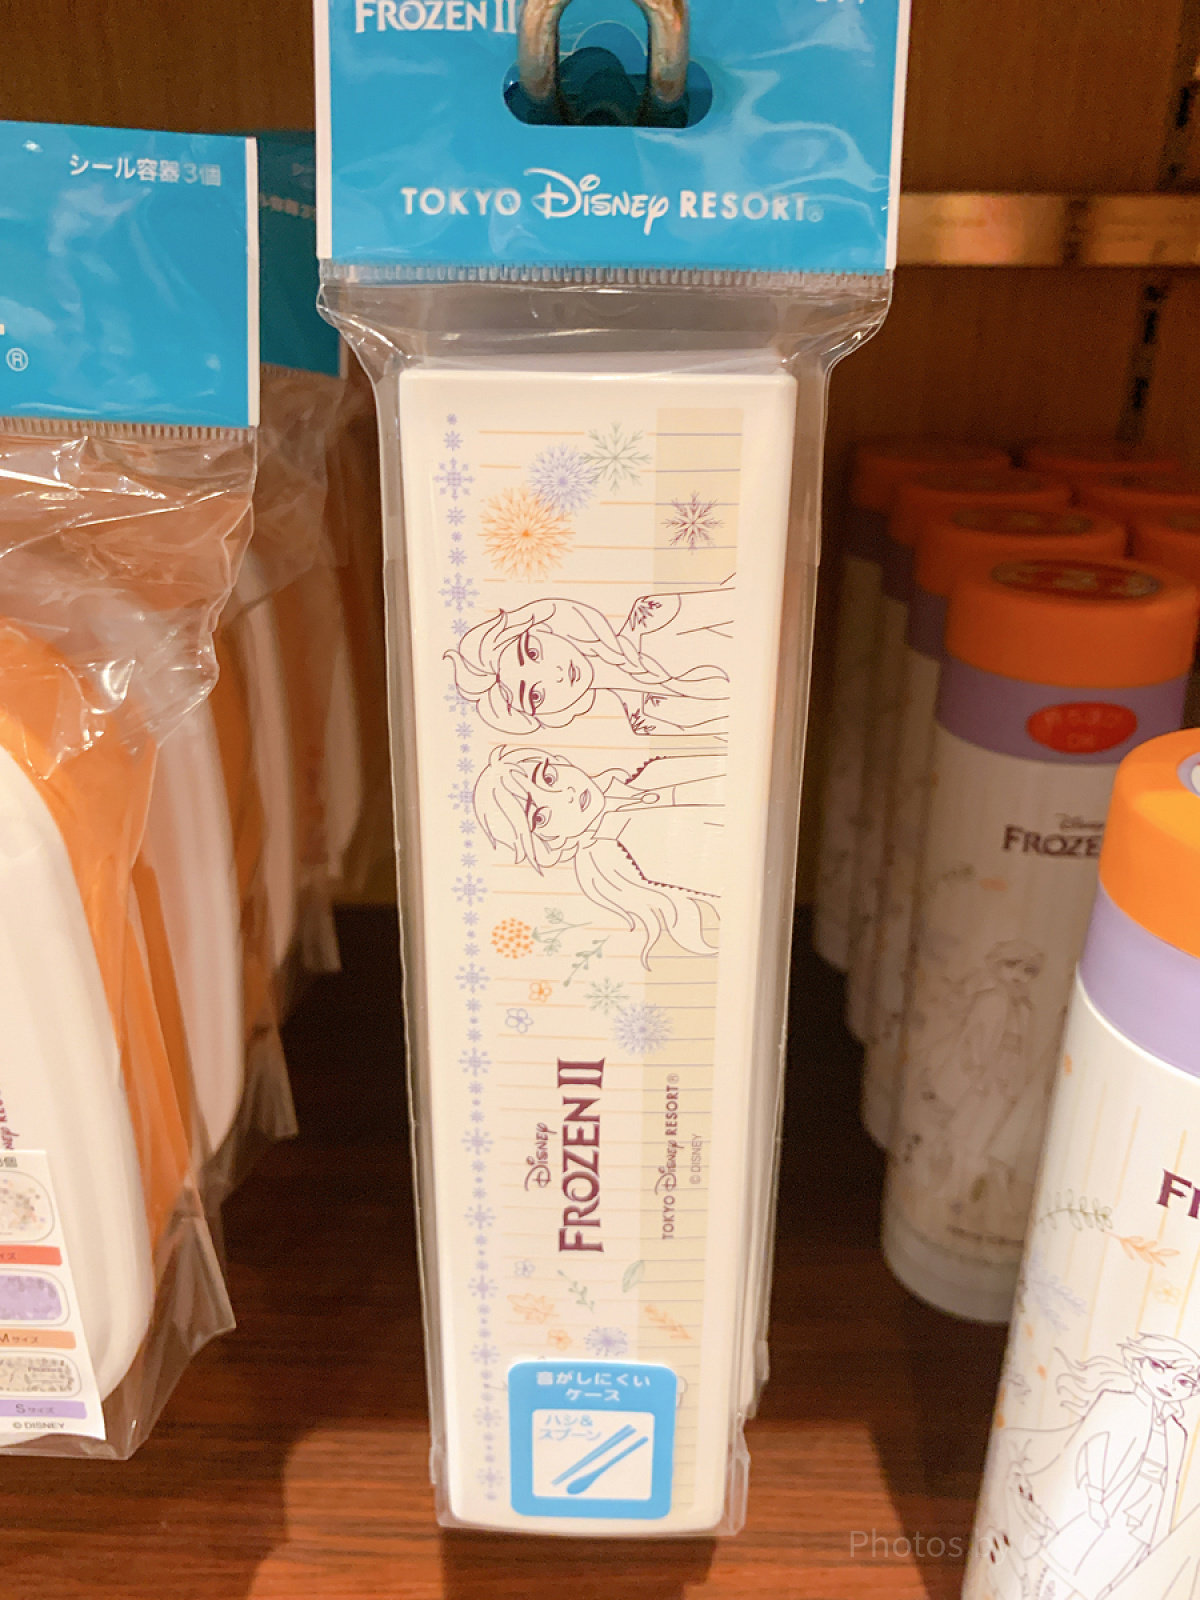 FROZEN II
シール容器3個
TOKYO Disney RESORT®
®
Disney
FROZEN II
TOKYO Disney RESORT®
© DISNEY
音がしにくい
ケース
ハシ&
スプーン
Mサイズ
Sサイズ
© DISNEY
Disney
Photos by